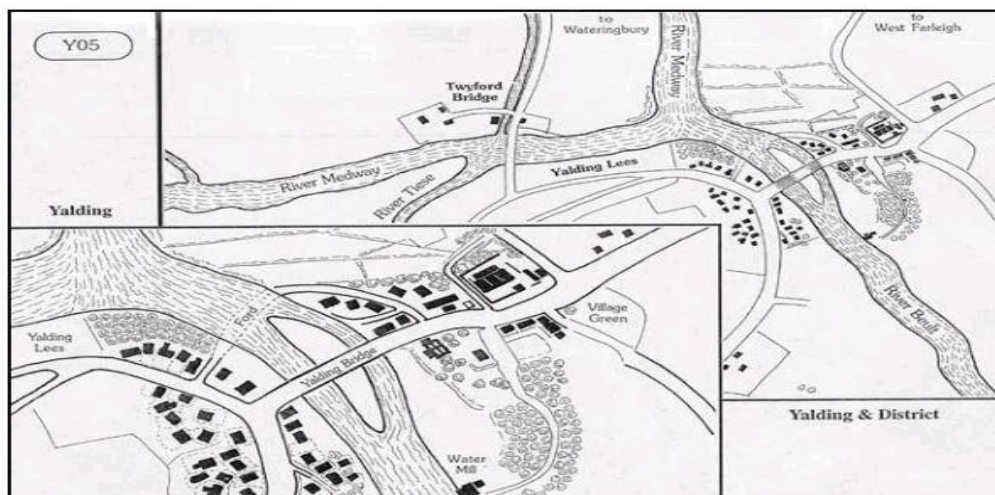 Y05
to
Wateringbury
River Medway
to
West Farleigh
Twyford
Bridge
River Medway
River Tiese
Yalding Lees
Yalding
River Beult
Yalding
Lees
Ford
Yalding Bridge
Village
Green
Water
Mill
Yalding & District